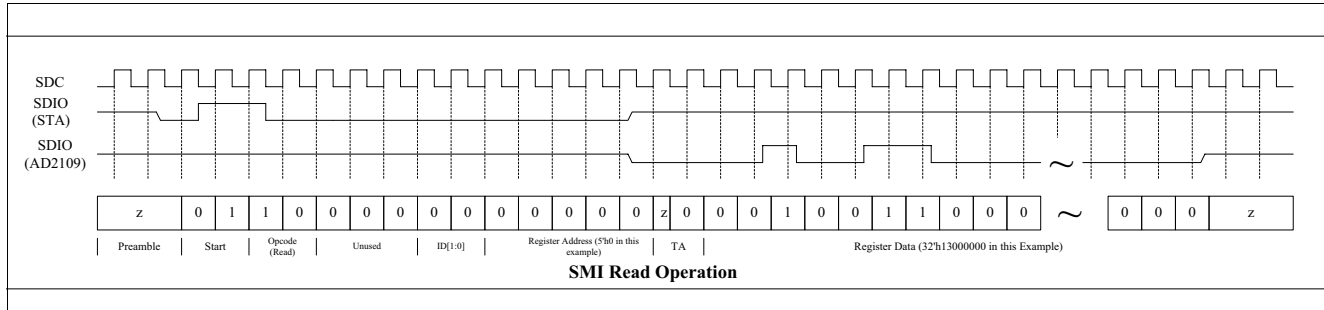 SDC
SDIO
(STA)
SDIO
(AD2109)
~
z 0 1 1 0 0 0 0 0 0 0 0 0 0 0 z 0 0 0 1 0 0 1 1 0 0 0 ~ 0 0 0 z
Preamble Start Opcode (Read) Unused ID[1:0] Register Address (5'h0 in this example) TA Register Data (32'h13000000 in this Example)
SMI Read Operation